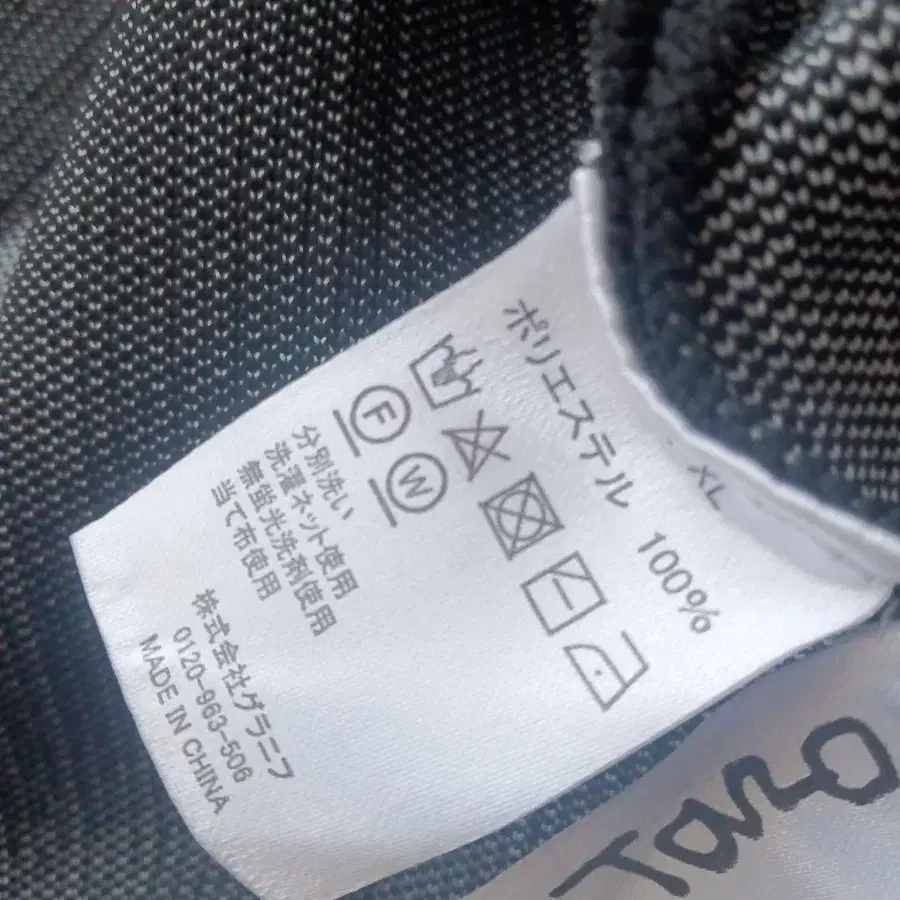 XL
ポリエステル 100%
F
W
分別洗い
洗濯ネット使用
無蛍光洗剤使用
当て布使用
株式会社グラニフ
0120-963-506
MADE IN CHINA
Taro